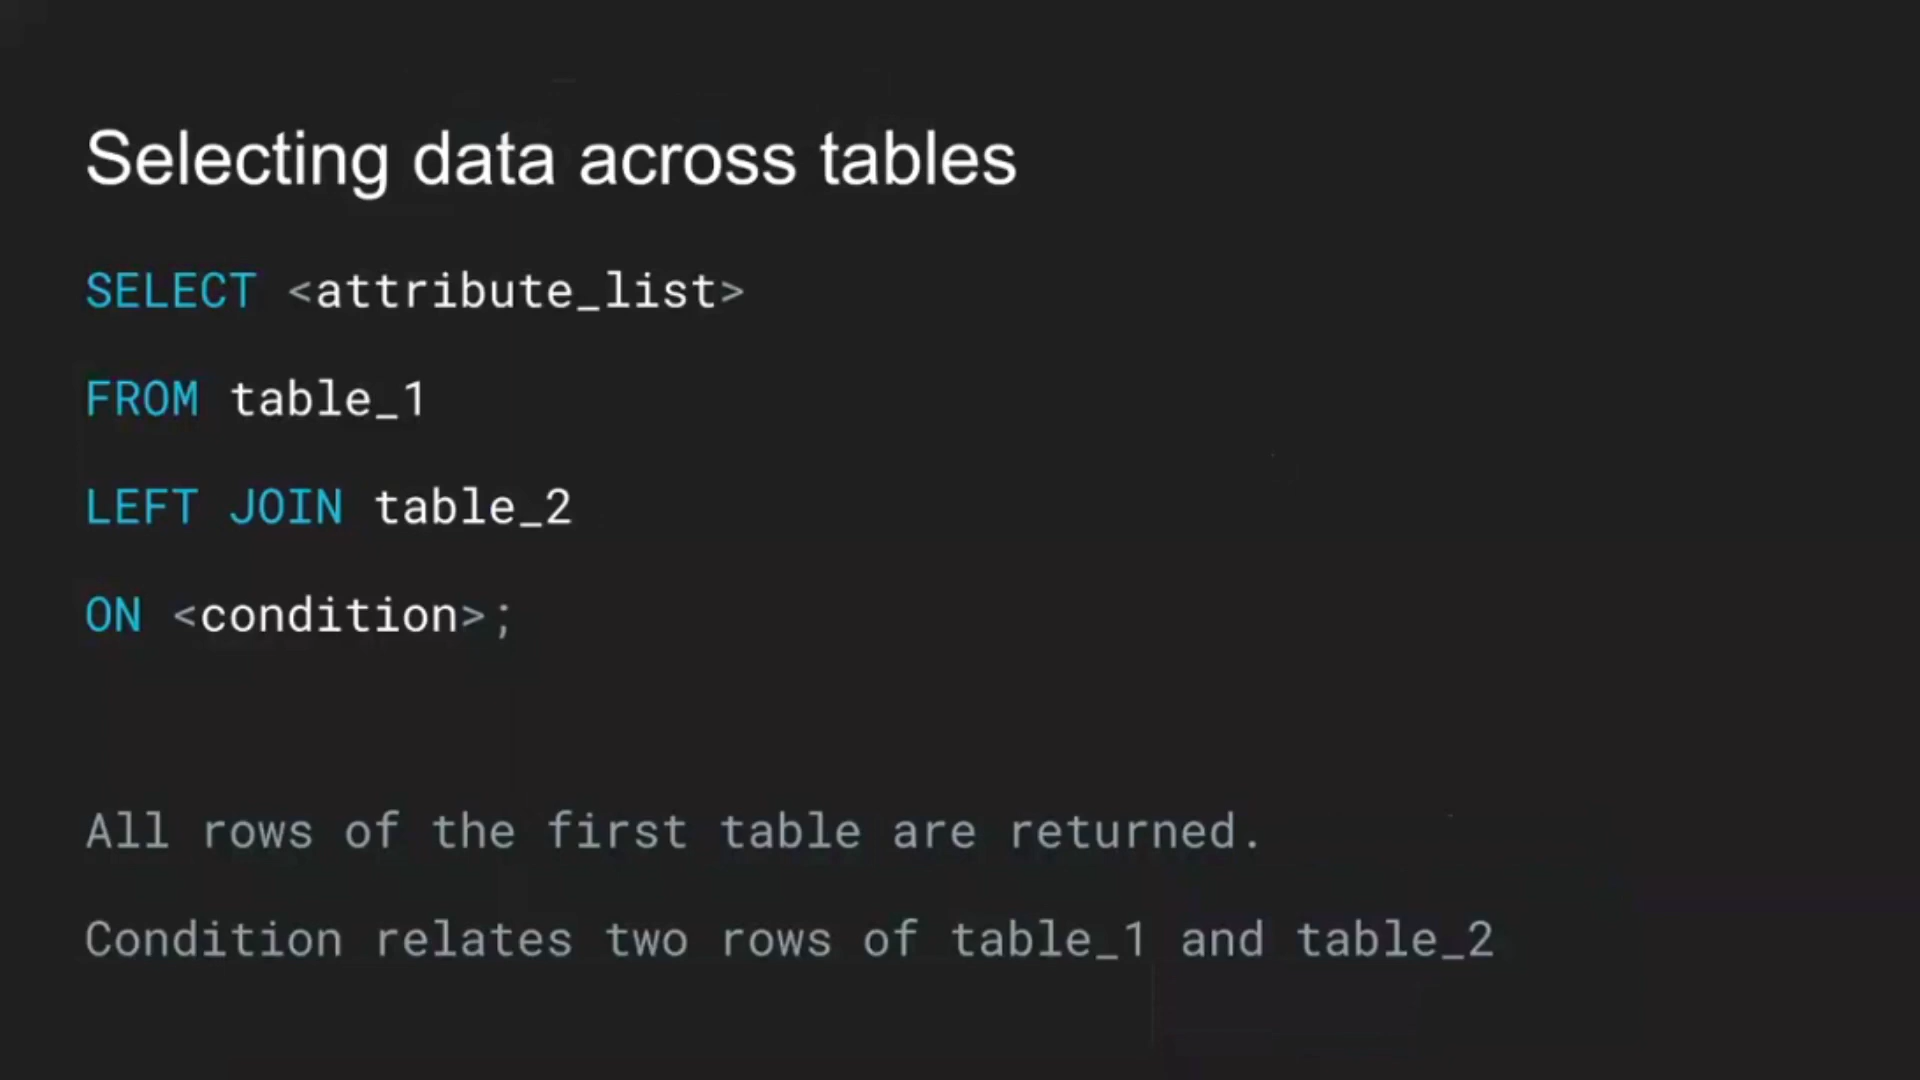 Selecting data across tables
SELECT <attribute_list>
FROM table_1
LEFT JOIN table_2
ON <condition>;
All rows of the first table are returned.
Condition relates two rows of table_1 and table_2